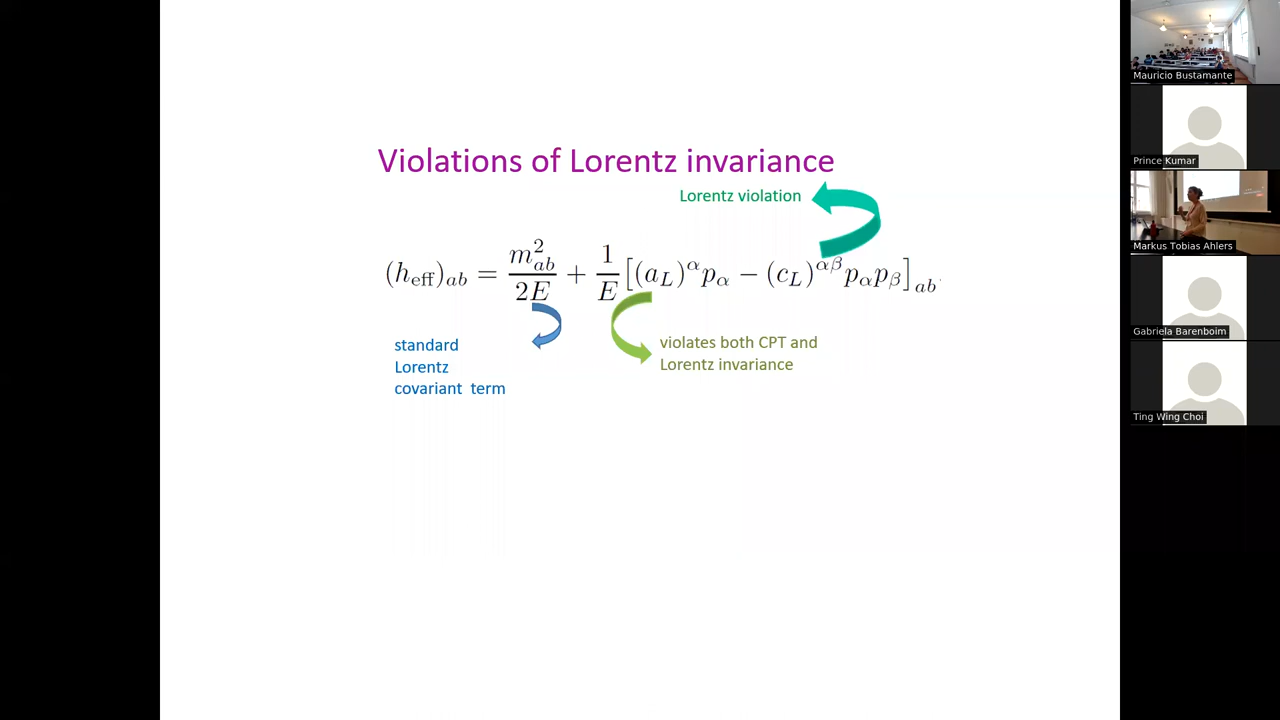 Violations of Lorentz invariance
Lorentz violation
(h_eff)_ab = m²_ab / 2E + 1/E [(a_L)^α p_α − (c_L)^αβ p_α p_β]_ab
standard
Lorentz
covariant term
violates both CPT and
Lorentz invariance
Mauricio Bustamante
Prince Kumar
Markus Tobias Ahlers
Gabriela Barenboim
Ting Wing Choi